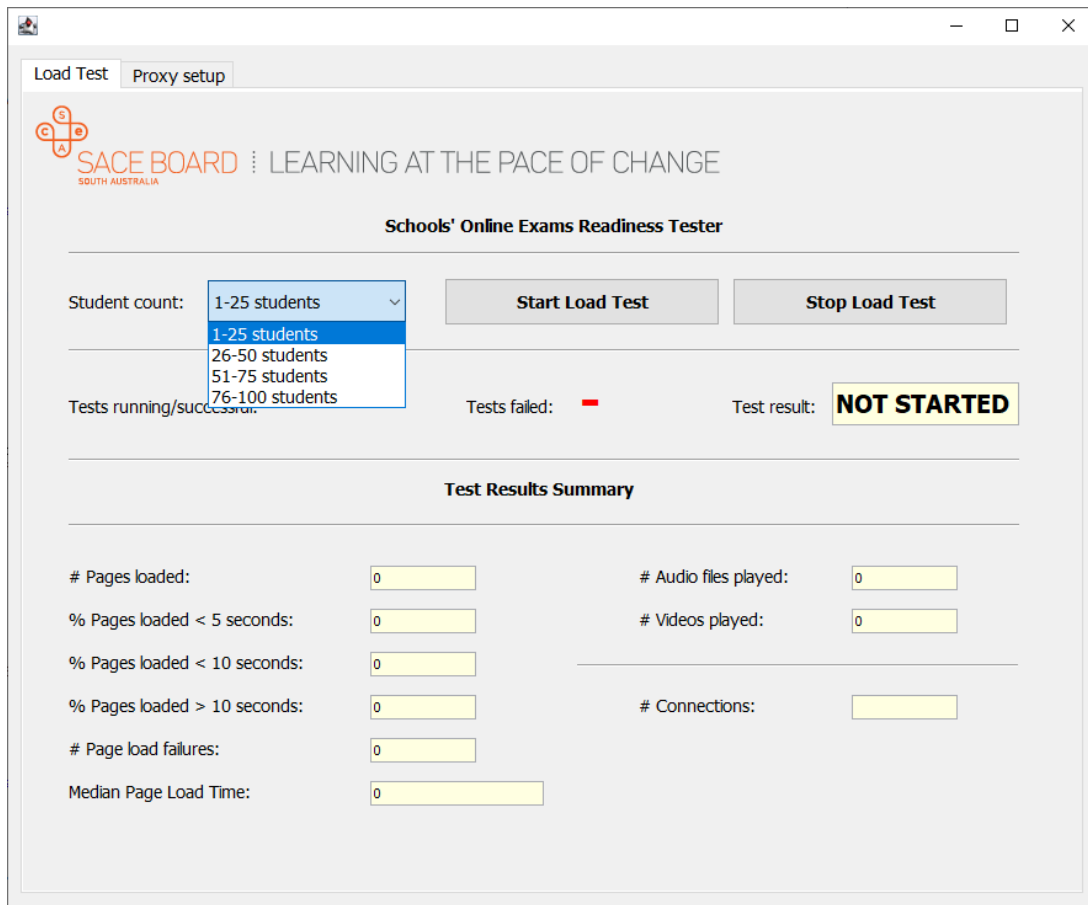 Load Test Proxy setup
S
C e
A
SACE BOARD LEARNING AT THE PACE OF CHANGE
SOUTH AUSTRALIA
Schools' Online Exams Readiness Tester
Student count: 1-25 students Start Load Test Stop Load Test
1-25 students
26-50 students
51-75 students
76-100 students
Tests running/successful: Tests failed: - Test result: NOT STARTED
Test Results Summary
# Pages loaded: 0 # Audio files played: 0
% Pages loaded < 5 seconds: 0 # Videos played: 0
% Pages loaded < 10 seconds: 0
% Pages loaded > 10 seconds: 0 # Connections:
# Page load failures: 0
Median Page Load Time: 0